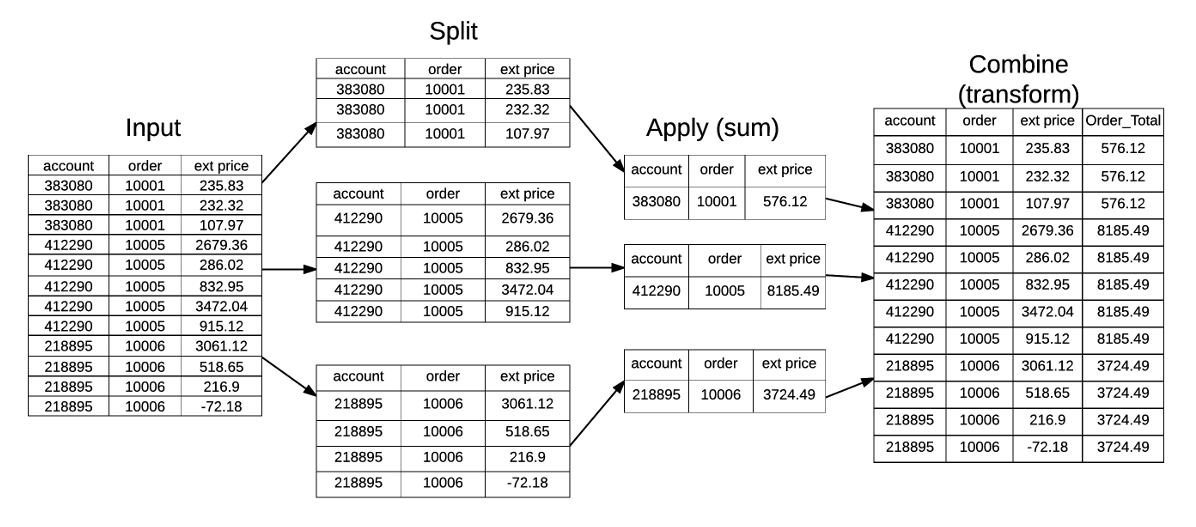 Input
account order ext price
383080 10001 235.83
383080 10001 232.32
383080 10001 107.97
412290 10005 2679.36
412290 10005 286.02
412290 10005 832.95
412290 10005 3472.04
412290 10005 915.12
218895 10006 3061.12
218895 10006 518.65
218895 10006 216.9
218895 10006 -72.18
Split
account order ext price
383080 10001 235.83
383080 10001 232.32
383080 10001 107.97
account order ext price
412290 10005 2679.36
412290 10005 286.02
412290 10005 832.95
412290 10005 3472.04
412290 10005 915.12
account order ext price
218895 10006 3061.12
218895 10006 518.65
218895 10006 216.9
218895 10006 -72.18
Apply (sum)
account order ext price
383080 10001 576.12
account order ext price
412290 10005 8185.49
account order ext price
218895 10006 3724.49
Combine
(transform)
account order ext price Order_Total
383080 10001 235.83 576.12
383080 10001 232.32 576.12
383080 10001 107.97 576.12
412290 10005 2679.36 8185.49
412290 10005 286.02 8185.49
412290 10005 832.95 8185.49
412290 10005 3472.04 8185.49
412290 10005 915.12 8185.49
218895 10006 3061.12 3724.49
218895 10006 518.65 3724.49
218895 10006 216.9 3724.49
218895 10006 -72.18 3724.49